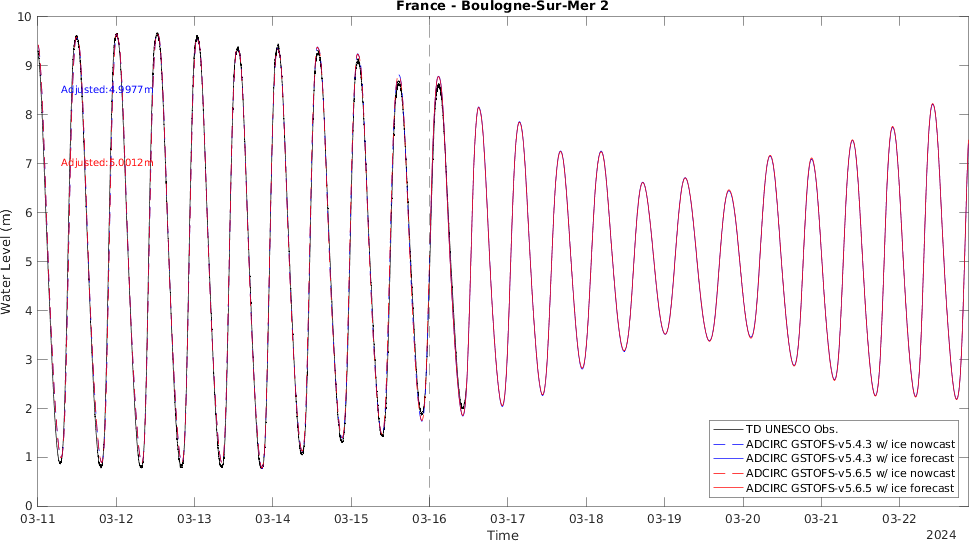 France - Boulogne-Sur-Mer 2
10
9
8
7
6
5
4
3
2
1
0
Water Level (m)
Adjusted:4.9977m
Adjusted:5.0012m
TD UNESCO Obs.
ADCIRC GSTOFS-v5.4.3 w/ ice nowcast
ADCIRC GSTOFS-v5.4.3 w/ ice forecast
ADCIRC GSTOFS-v5.6.5 w/ ice nowcast
ADCIRC GSTOFS-v5.6.5 w/ ice forecast
03-11 03-12 03-13 03-14 03-15 03-16 03-17 03-18 03-19 03-20 03-21 03-22
Time
2024